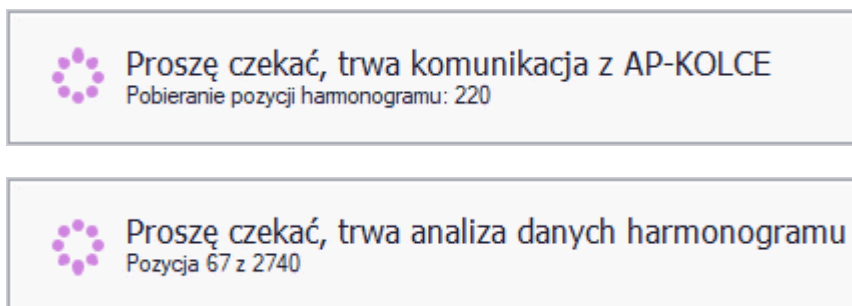 Proszę czekać, trwa komunikacja z AP-KOLCE
Pobieranie pozycji harmonogramu: 220
Proszę czekać, trwa analiza danych harmonogramu
Pozycja 67 z 2740